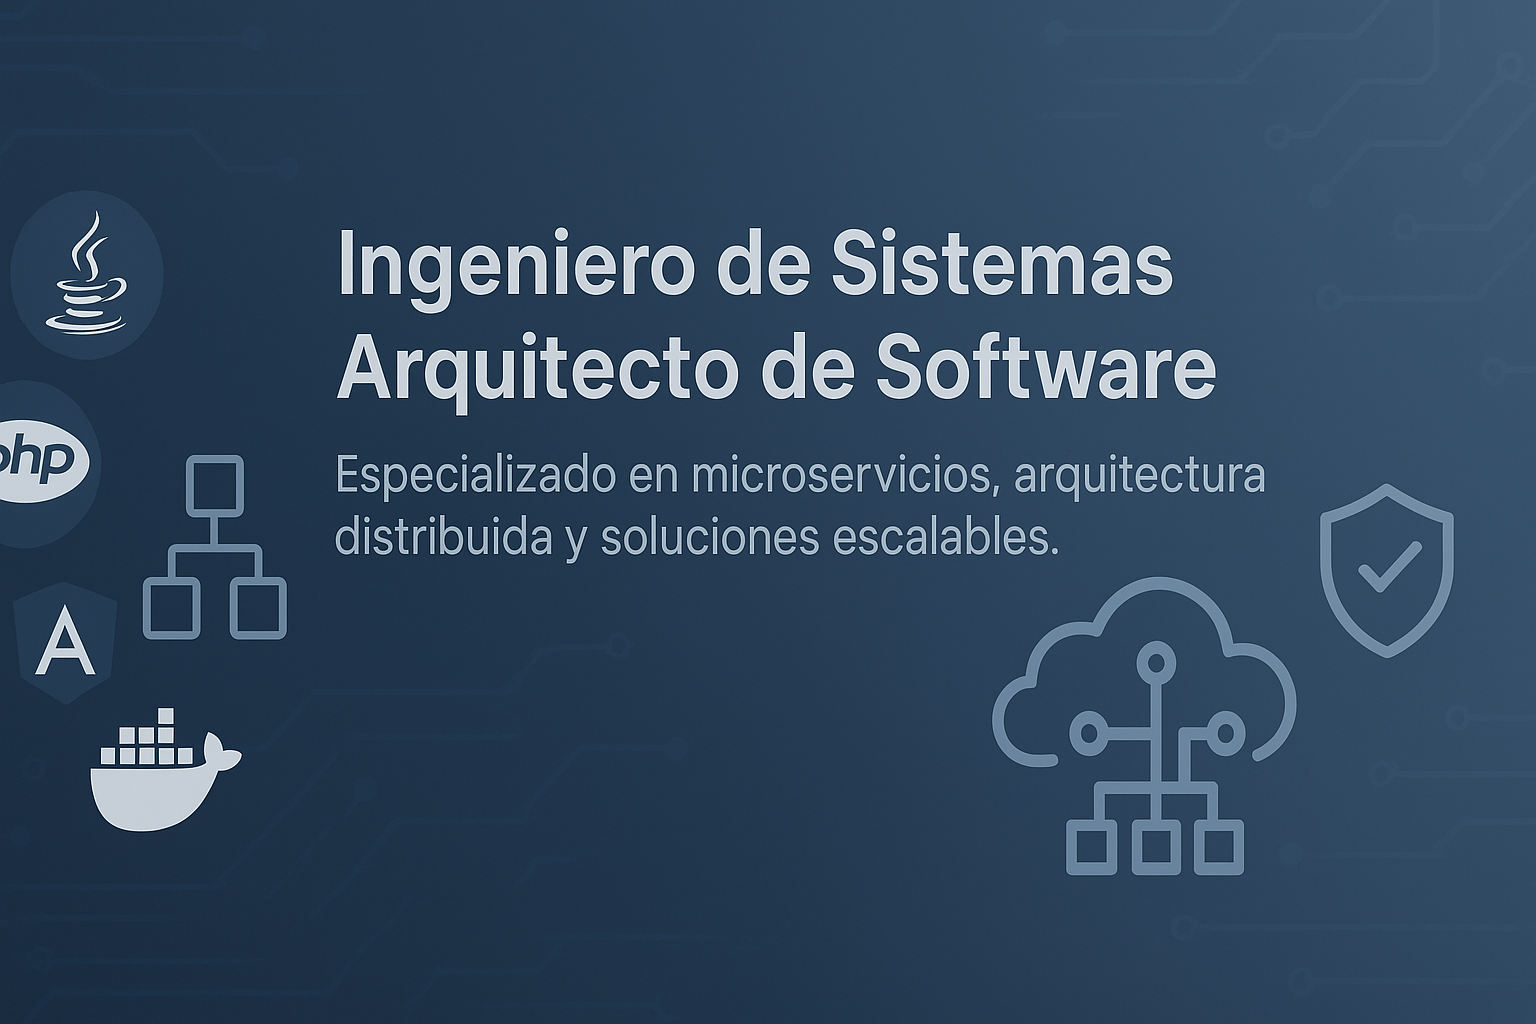 Ingeniero de Sistemas
Arquitecto de Software
Especializado en microservicios, arquitectura
distribuida y soluciones escalables.
php
A